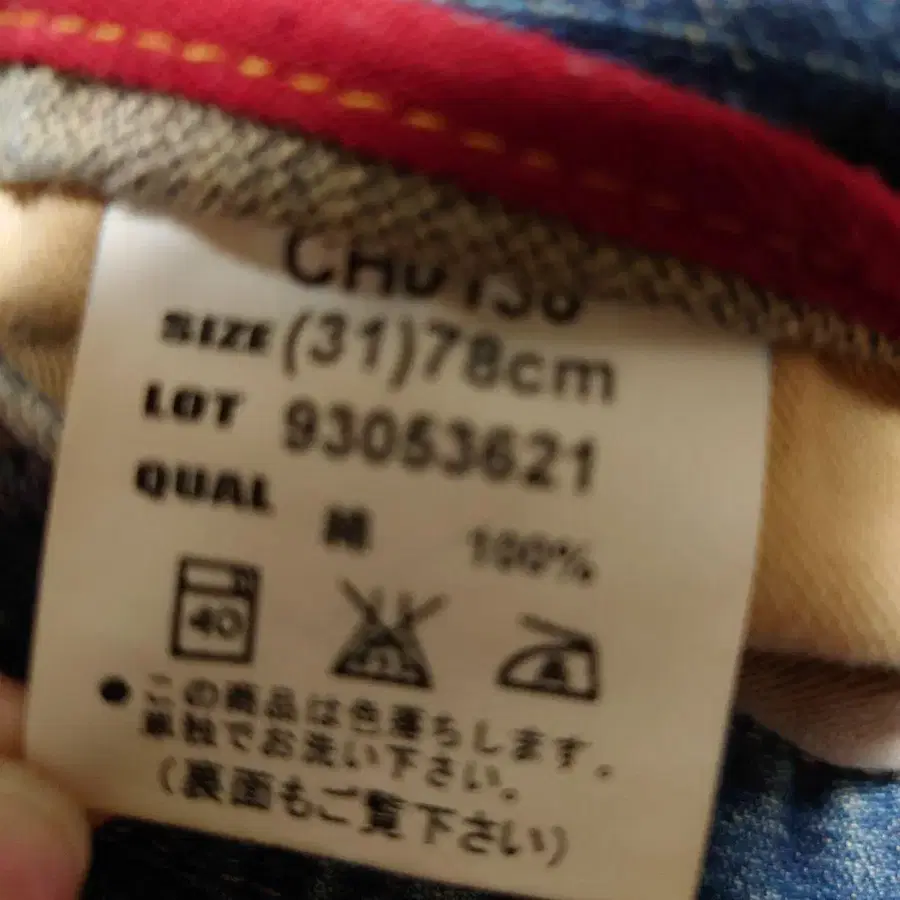 SIZE (31)78cm
LOT 93053621
QUAL
綿 100%
40
この商品は色落ちします。
単独でお洗い下さい。
(裏面もご覧下さい)